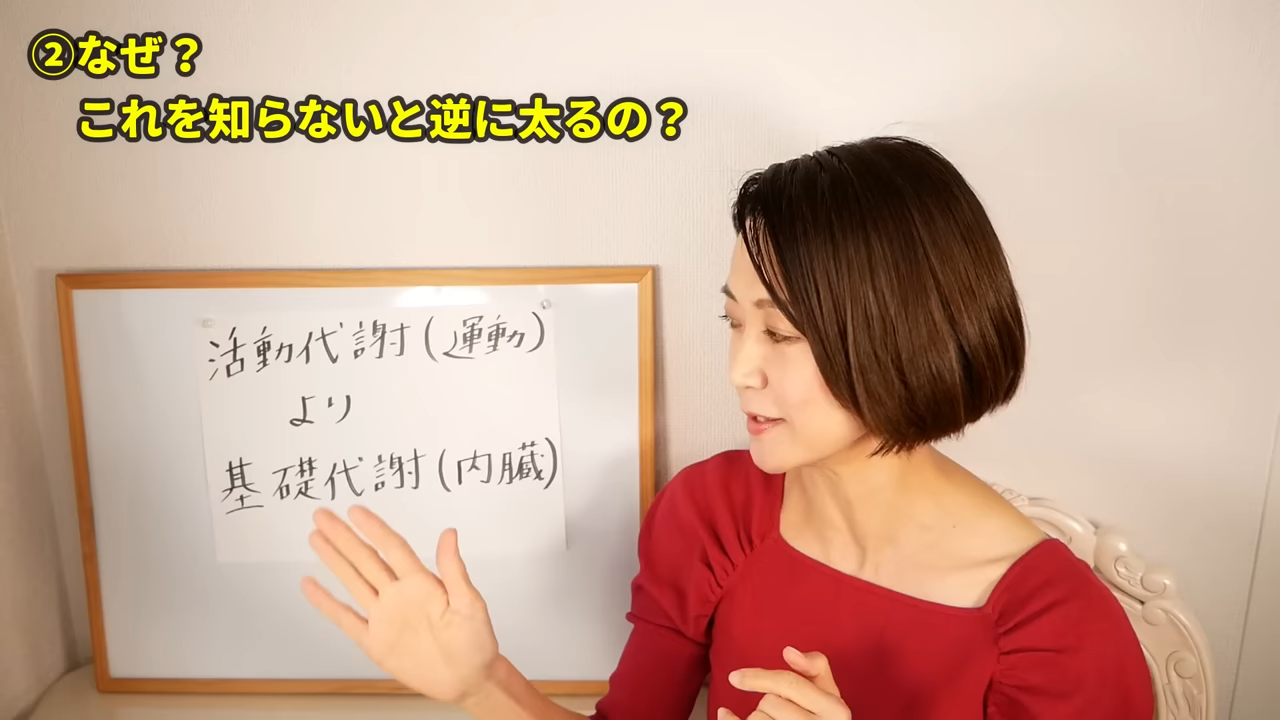 ②なぜ？
これを知らないと逆に太るの？
活動代謝(運動)
より
基礎代謝(内臓)